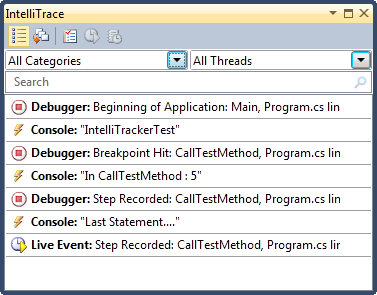 IntelliTrace
All Categories
All Threads
Search
Debugger: Beginning of Application: Main, Program.cs lin
Console: "IntelliTrackerTest"
Debugger: Breakpoint Hit: CallTestMethod, Program.cs lin
Console: "In CallTestMethod : 5"
Debugger: Step Recorded: CallTestMethod, Program.cs lin
Console: "Last Statement...."
Live Event: Step Recorded: CallTestMethod, Program.cs lir